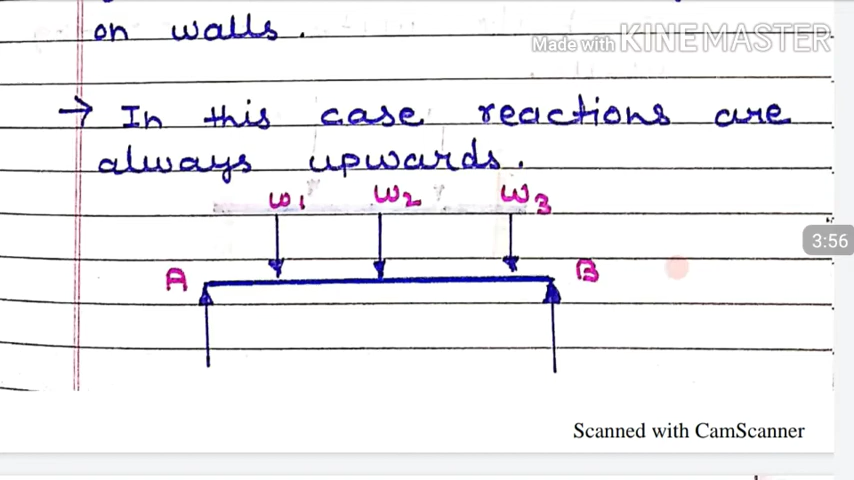 on walls.
Made with KINEMASTER
→ In this case reactions are
always upwards.
W1 W2 W3
3:56
A B
Scanned with CamScanner